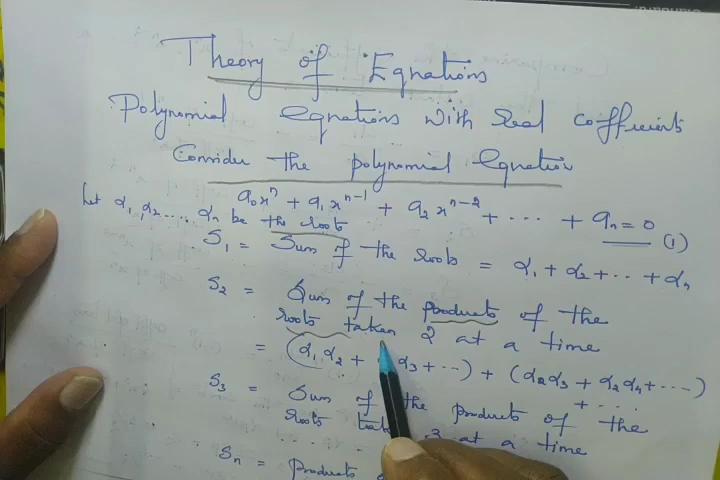 Theory of Equations
Polynomial equations with real coefficients
Consider the polynomial equation
a₀xⁿ + a₁xⁿ⁻¹ + a₂xⁿ⁻² + ... + aₙ = 0 (1)
Let α₁, α₂ .... αₙ be the roots
S₁ = Sum of the roots = α₁ + α₂ + .. + αₙ
S₂ = Sum of the products of the
roots taken 2 at a time
= (α₁ α₂ + α₃ + ...) + (α₂α₃ + α₂α₄ + ....)
+ ....
S₃ = Sum of the products of the
roots 3 at a time
Sₙ = products